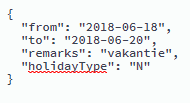 {
"from": "2018-06-18",
"to": "2018-06-20",
"remarks": "vakantie",
"holidayType": "N"
}